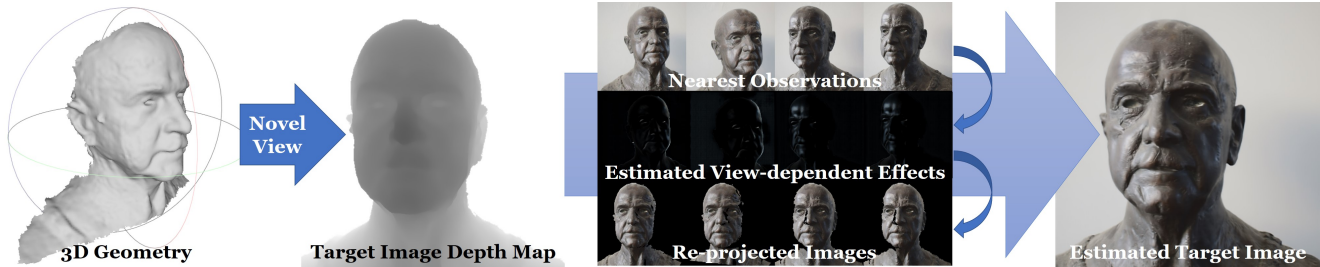 3D Geometry
Novel
View
Target Image Depth Map
Nearest Observations
Estimated View-dependent Effects
Re-projected Images
Estimated Target Image